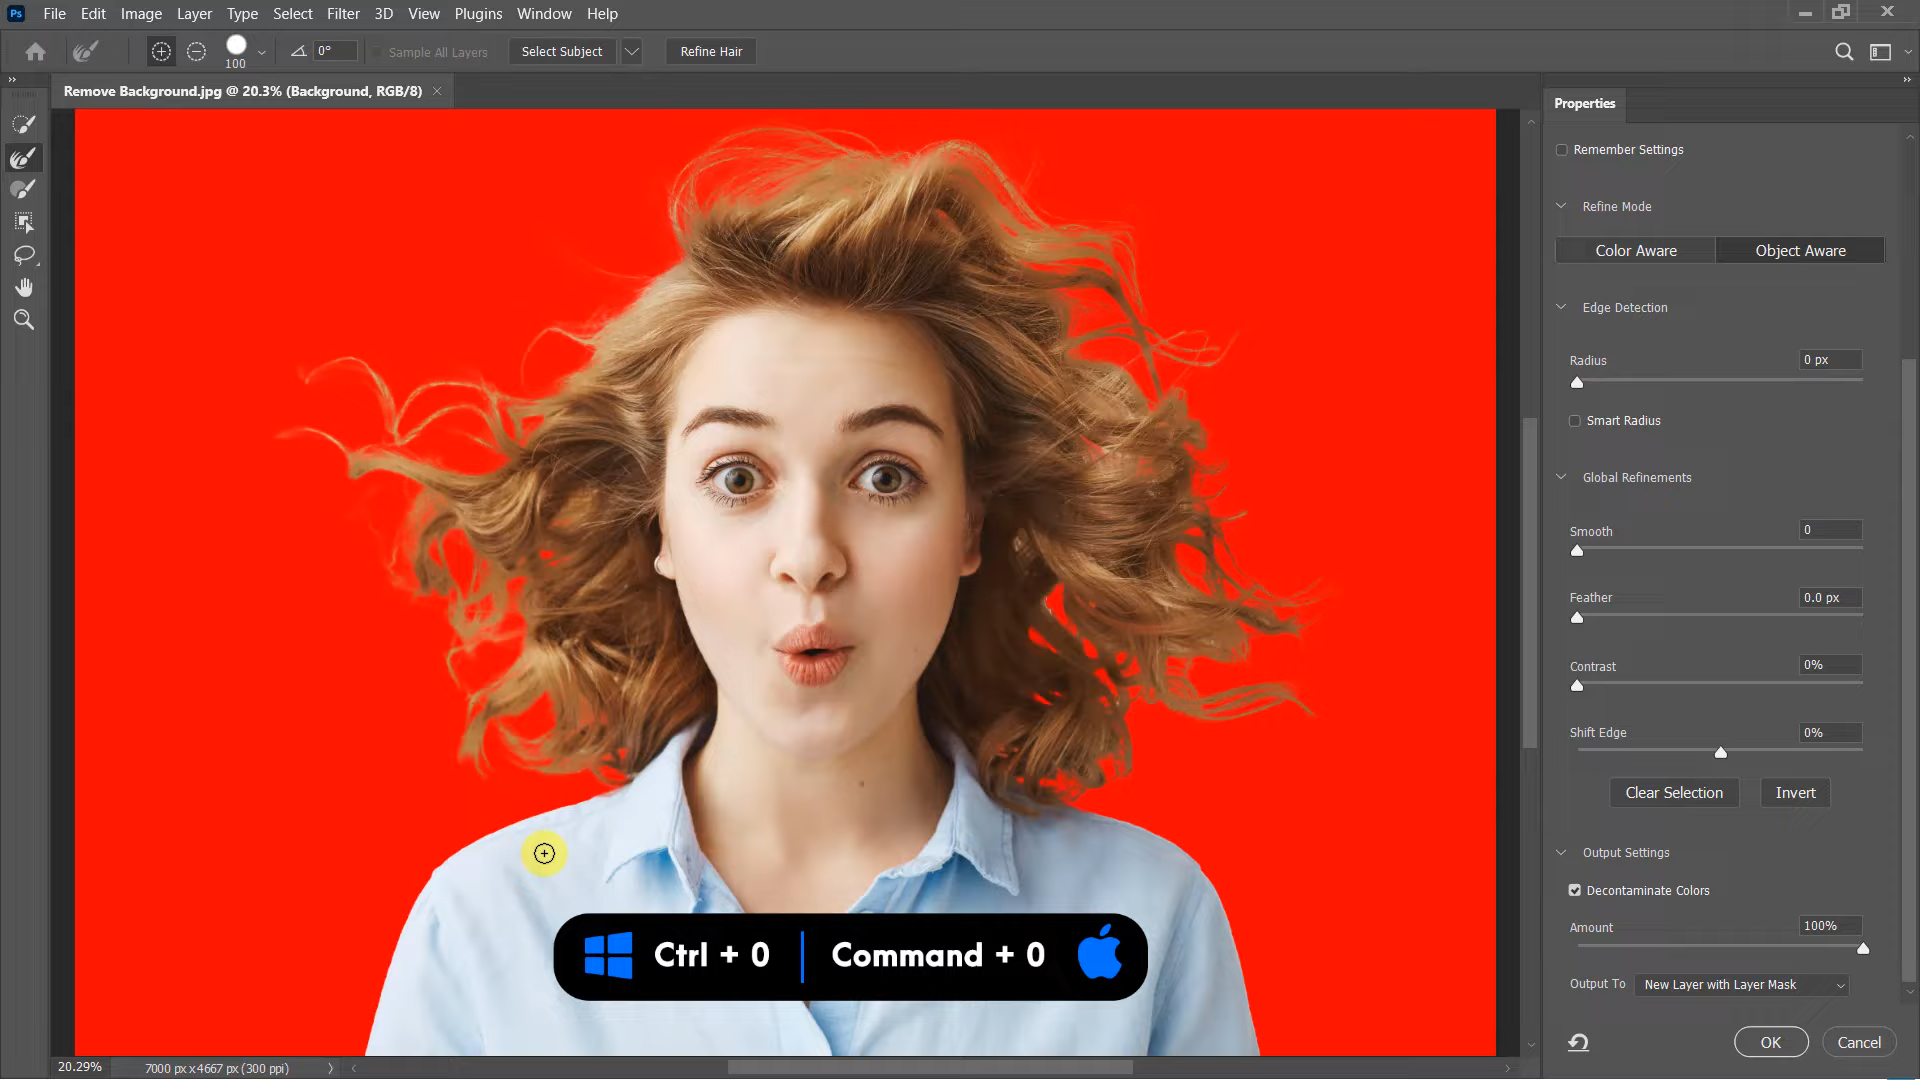 Ps File Edit Image Layer Type Select Filter 3D View Plugins Window Help
100 0° Sample All Layers Select Subject Refine Hair
Remove Background.jpg @ 20.3% (Background, RGB/8) ×
Properties
Remember Settings
Refine Mode
Color Aware Object Aware
Edge Detection
Radius 0 px
Smart Radius
Global Refinements
Smooth 0
Feather 0.0 px
Contrast 0%
Shift Edge 0%
Clear Selection Invert
Output Settings
Decontaminate Colors
Amount 100%
Output To New Layer with Layer Mask
OK Cancel
Ctrl + 0 Command + 0
20.29% 7000 px x 4667 px (300 ppi)